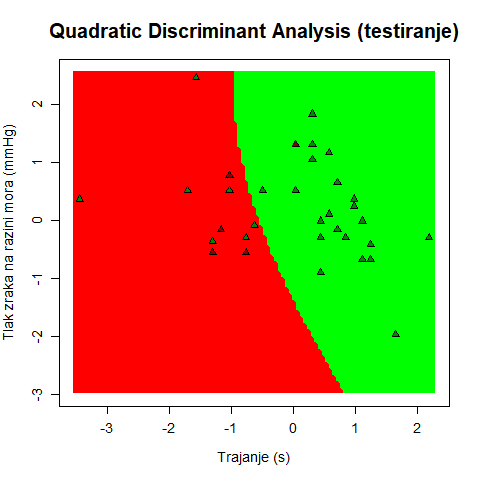 Quadratic Discriminant Analysis (testiranje)
Tlak zraka na razini mora (mmHg)
2
1
0
-1
-2
-3
-3 -2 -1 0 1 2
Trajanje (s)